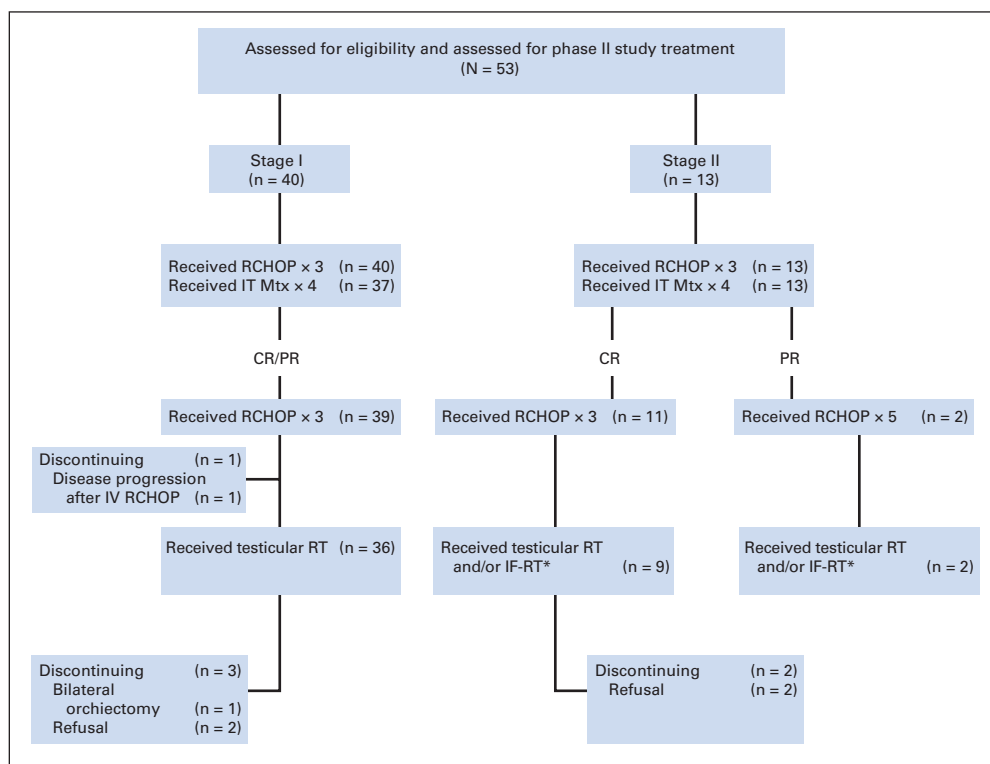 Assessed for eligibility and assessed for phase II study treatment
(N = 53)
Stage I
(n = 40)
Stage II
(n = 13)
Received RCHOP × 3 (n = 40)
Received IT Mtx × 4 (n = 37)
Received RCHOP × 3 (n = 13)
Received IT Mtx × 4 (n = 13)
CR/PR
CR
PR
Received RCHOP × 3 (n = 39)
Received RCHOP × 3 (n = 11)
Received RCHOP × 5 (n = 2)
Discontinuing (n = 1)
Disease progression
after IV RCHOP (n = 1)
Received testicular RT (n = 36)
Received testicular RT
and/or IF-RT* (n = 9)
Received testicular RT
and/or IF-RT* (n = 2)
Discontinuing (n = 3)
Bilateral
orchiectomy (n = 1)
Refusal (n = 2)
Discontinuing (n = 2)
Refusal (n = 2)